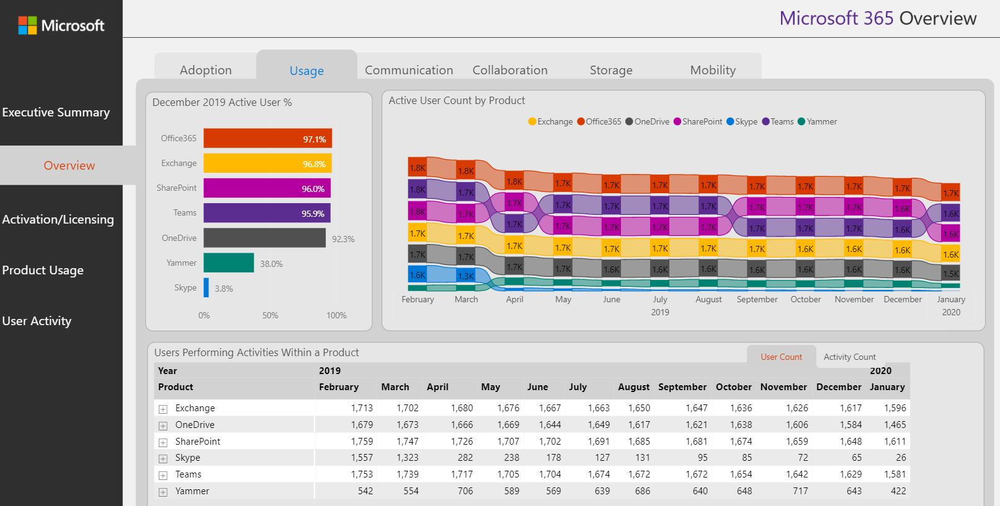 Microsoft
Microsoft 365 Overview
Executive Summary
Overview
Activation/Licensing
Product Usage
User Activity
Adoption Usage Communication Collaboration Storage Mobility
December 2019 Active User %
Office365 97.1%
Exchange 96.8%
SharePoint 96.0%
Teams 95.9%
OneDrive 92.3%
Yammer 38.0%
Skype 3.8%
0% 50% 100%
Active User Count by Product
Exchange Office365 OneDrive SharePoint Skype Teams Yammer
1.8K 1.8K 1.8K 1.7K 1.7K 1.7K 1.7K 1.7K 1.7K 1.7K 1.7K 1.7K
1.8K 1.7K 1.7K 1.7K 1.7K 1.7K 1.7K 1.7K 1.7K 1.7K 1.6K 1.6K
1.8K 1.7K 1.7K 1.7K 1.7K 1.7K 1.7K 1.7K 1.7K 1.7K 1.6K 1.6K
1.7K 1.7K 1.7K 1.7K 1.7K 1.7K 1.7K 1.7K 1.6K 1.6K 1.6K 1.6K
1.7K 1.7K 1.7K 1.7K 1.6K 1.6K 1.6K 1.6K 1.6K 1.6K 1.6K 1.5K
1.6K 1.3K
February March April May June July August September October November December January
2019 2020
Users Performing Activities Within a Product
User Count Activity Count
Year 2019 2020
Product February March April May June July August September October November December January
Exchange 1,713 1,702 1,680 1,676 1,667 1,663 1,650 1,647 1,636 1,626 1,617 1,596
OneDrive 1,679 1,673 1,666 1,669 1,644 1,649 1,617 1,621 1,638 1,606 1,584 1,465
SharePoint 1,759 1,747 1,726 1,707 1,702 1,691 1,685 1,681 1,674 1,659 1,648 1,611
Skype 1,557 1,323 282 238 178 127 131 95 85 72 65 26
Teams 1,753 1,739 1,717 1,705 1,704 1,674 1,672 1,672 1,654 1,642 1,629 1,581
Yammer 542 554 706 589 569 639 686 640 648 717 643 422